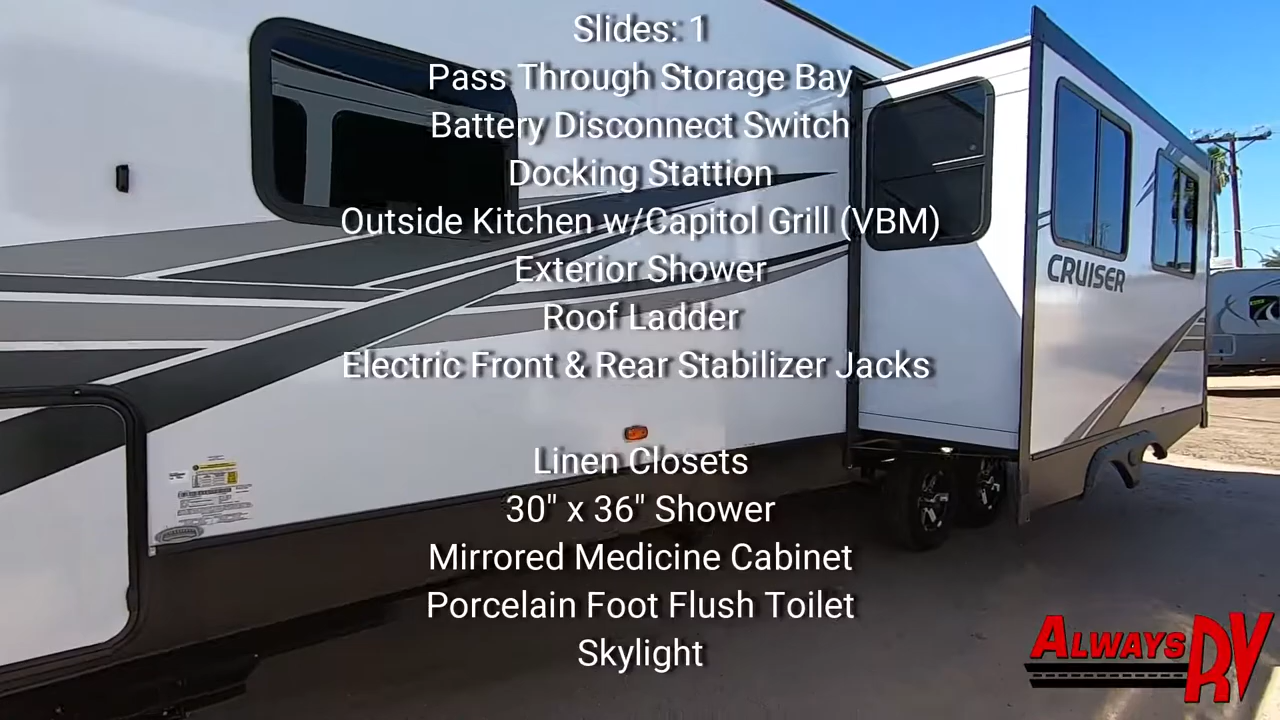 Slides: 1
Pass Through Storage Bay
Battery Disconnect Switch
Docking Stattion
Outside Kitchen w/Capitol Grill (VBM)
Exterior Shower
Roof Ladder
Electric Front & Rear Stabilizer Jacks
CRUISER
Linen Closets
30" x 36" Shower
Mirrored Medicine Cabinet
Porcelain Foot Flush Toilet
Skylight
ALWAYS RV